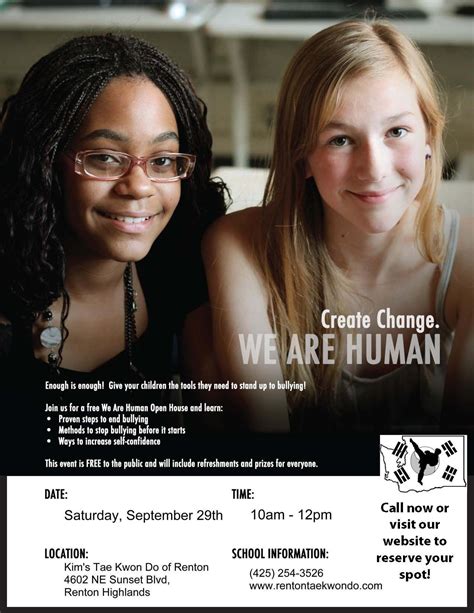 Create Change.
WE ARE HUMAN
Enough is enough! Give your children the tools they need to stand up to bullying!
Join us for a free We Are Human Open House and learn:
• Proven steps to end bullying
• Methods to stop bullying before it starts
• Ways to increase self-confidence
This event is FREE to the public and will include refreshments and prizes for everyone.
DATE:
Saturday, September 29th
TIME:
10am - 12pm
LOCATION:
Kim's Tae Kwon Do of Renton
4602 NE Sunset Blvd,
Renton Highlands
SCHOOL INFORMATION:
(425) 254-3526
www.rentontaekwondo.com
Call now or
visit our
website to
reserve your
spot!